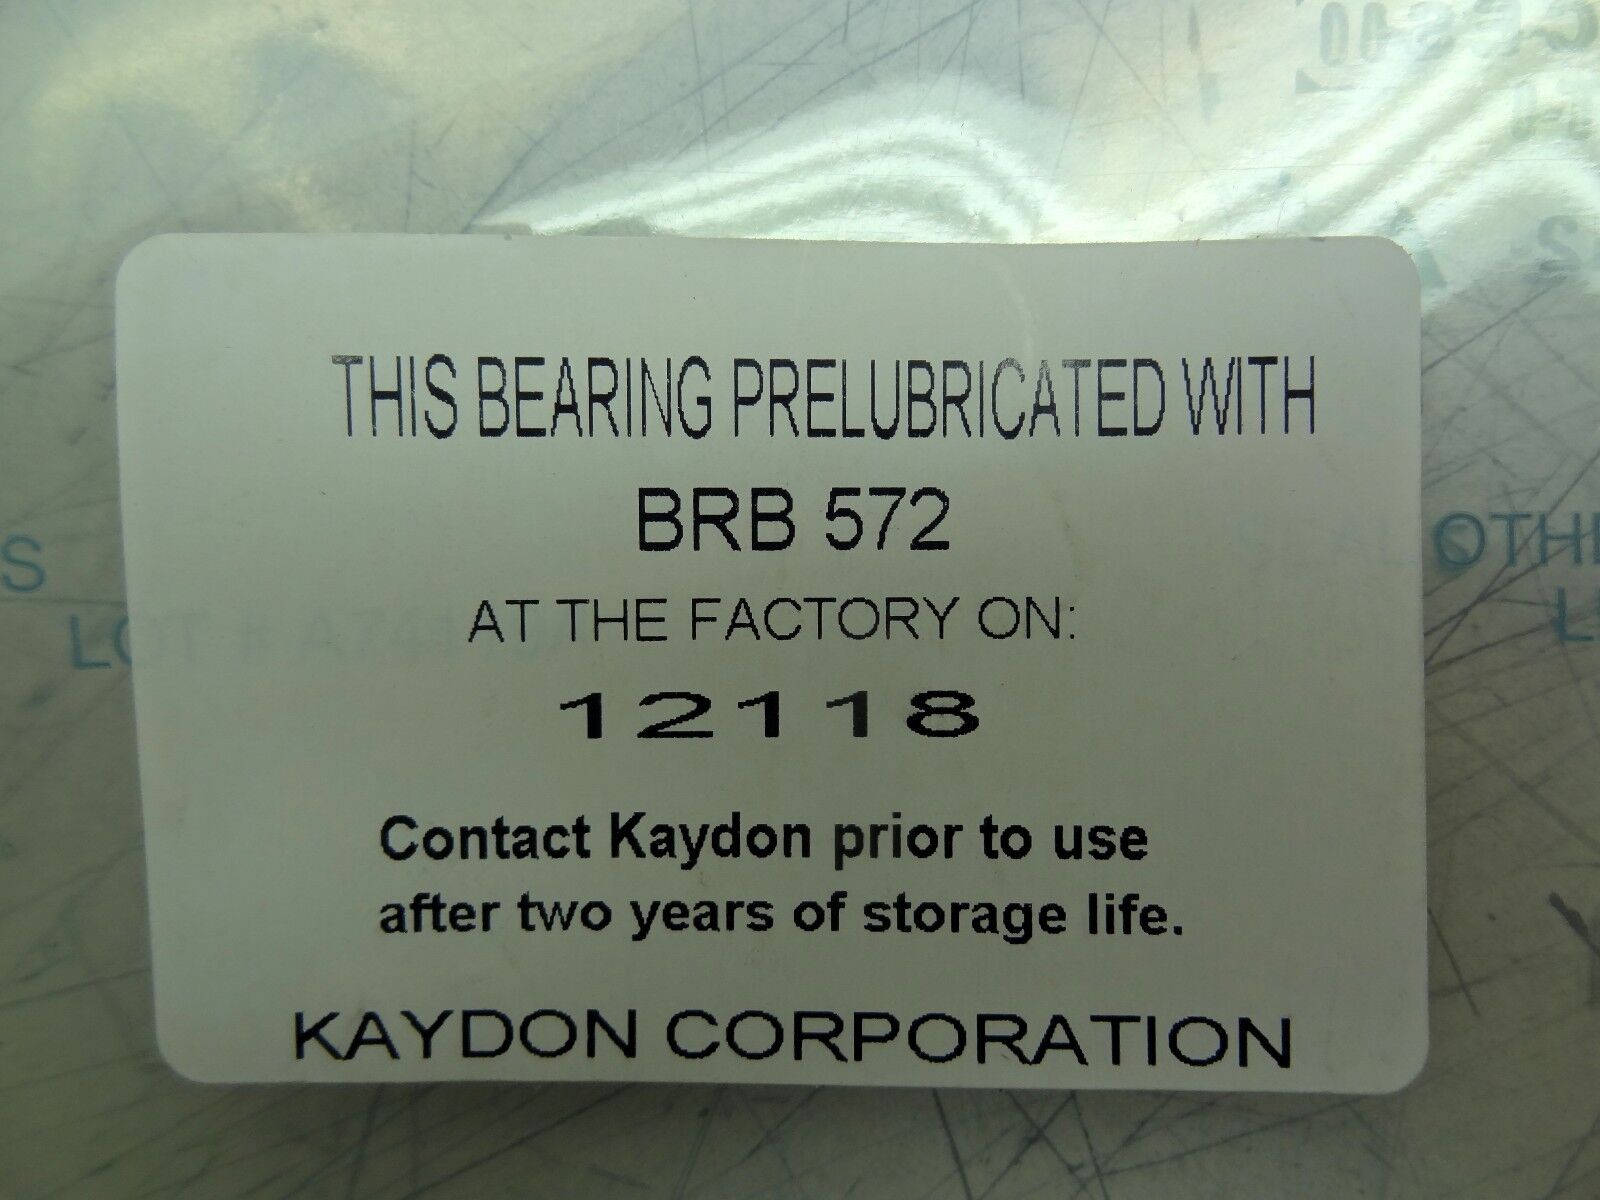 THIS BEARING PRELUBRICATED WITH
BRB 572
AT THE FACTORY ON:
12118
Contact Kaydon prior to use
after two years of storage life.
KAYDON CORPORATION